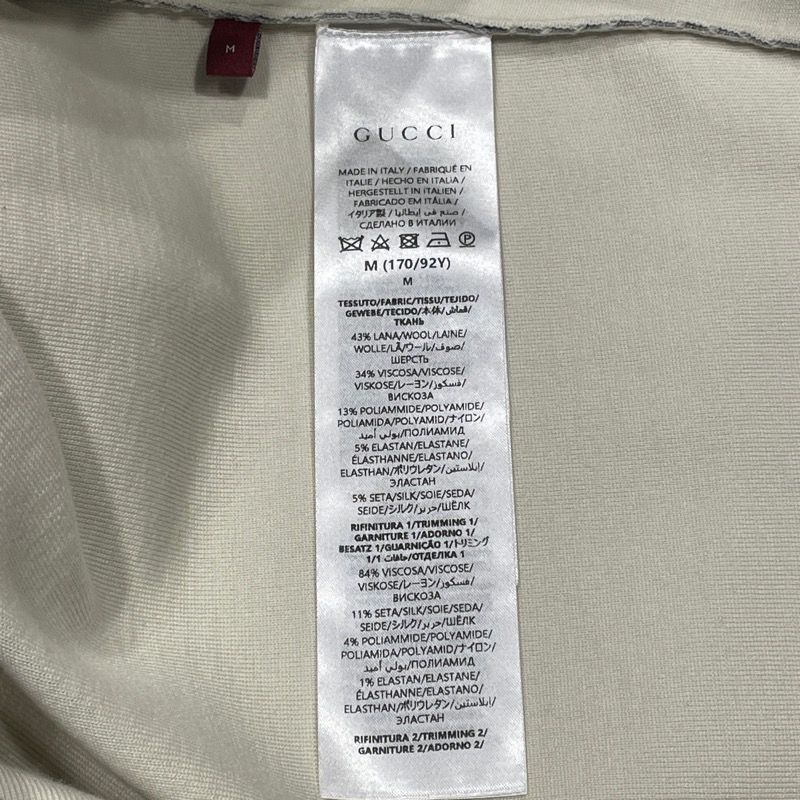 M
GUCCI
MADE IN ITALY / FABRIQUÉ EN
ITALIE / HECHO EN ITALIA /
HERGESTELLT IN ITALIEN /
FABRICADO EM ITÁLIA /
イタリア製 / صنع في إيطاليا /
СДЕЛАНО В ИТАЛИИ
P
M (170/92Y)
M
TESSUTO/FABRIC/TISSU/TEJIDO/
GEWEBE/TECIDO/本体/قماش/
ТКАНЬ
43% LANA/WOOL/LAINE/
WOLLE/LÃ/ウール/صوف/
ШЕРСТЬ
34% VISCOSA/VISCOSE/
VISKOSE/レーヨン/فسكوز/
ВИСКОЗА
13% POLIAMMIDE/POLYAMIDE/
POLIAMIDA/POLYAMID/ナイロン/
بولي أميد/ПОЛИАМИД
5% ELASTAN/ELASTANE/
ÉLASTHANNE/ELASTANO/
ELASTHAN/ポリウレタン/إيلاستين/
ЭЛАСТАН
5% SETA/SILK/SOIE/SEDA/
SEIDE/シルク/حرير/ШЁЛК
RIFINITURA 1/TRIMMING 1/
GARNITURE 1/ADORNO 1/
BESATZ 1/GUARNIÇÃO 1/トリミング
1/حافات 1/ОТДЕЛКА 1
84% VISCOSA/VISCOSE/
VISKOSE/レーヨン/فسكوز/
ВИСКОЗА
11% SETA/SILK/SOIE/SEDA/
SEIDE/シルク/حرير/ШЁЛК
4% POLIAMMIDE/POLYAMIDE/
POLIAMIDA/POLYAMID/ナイロン/
بولي أميد/ПОЛИАМИД
1% ELASTAN/ELASTANE/
ÉLASTHANNE/ELASTANO/
ELASTHAN/ポリウレタン/إيلاستين/
ЭЛАСТАН
RIFINITURA 2/TRIMMING 2/
GARNITURE 2/ADORNO 2/